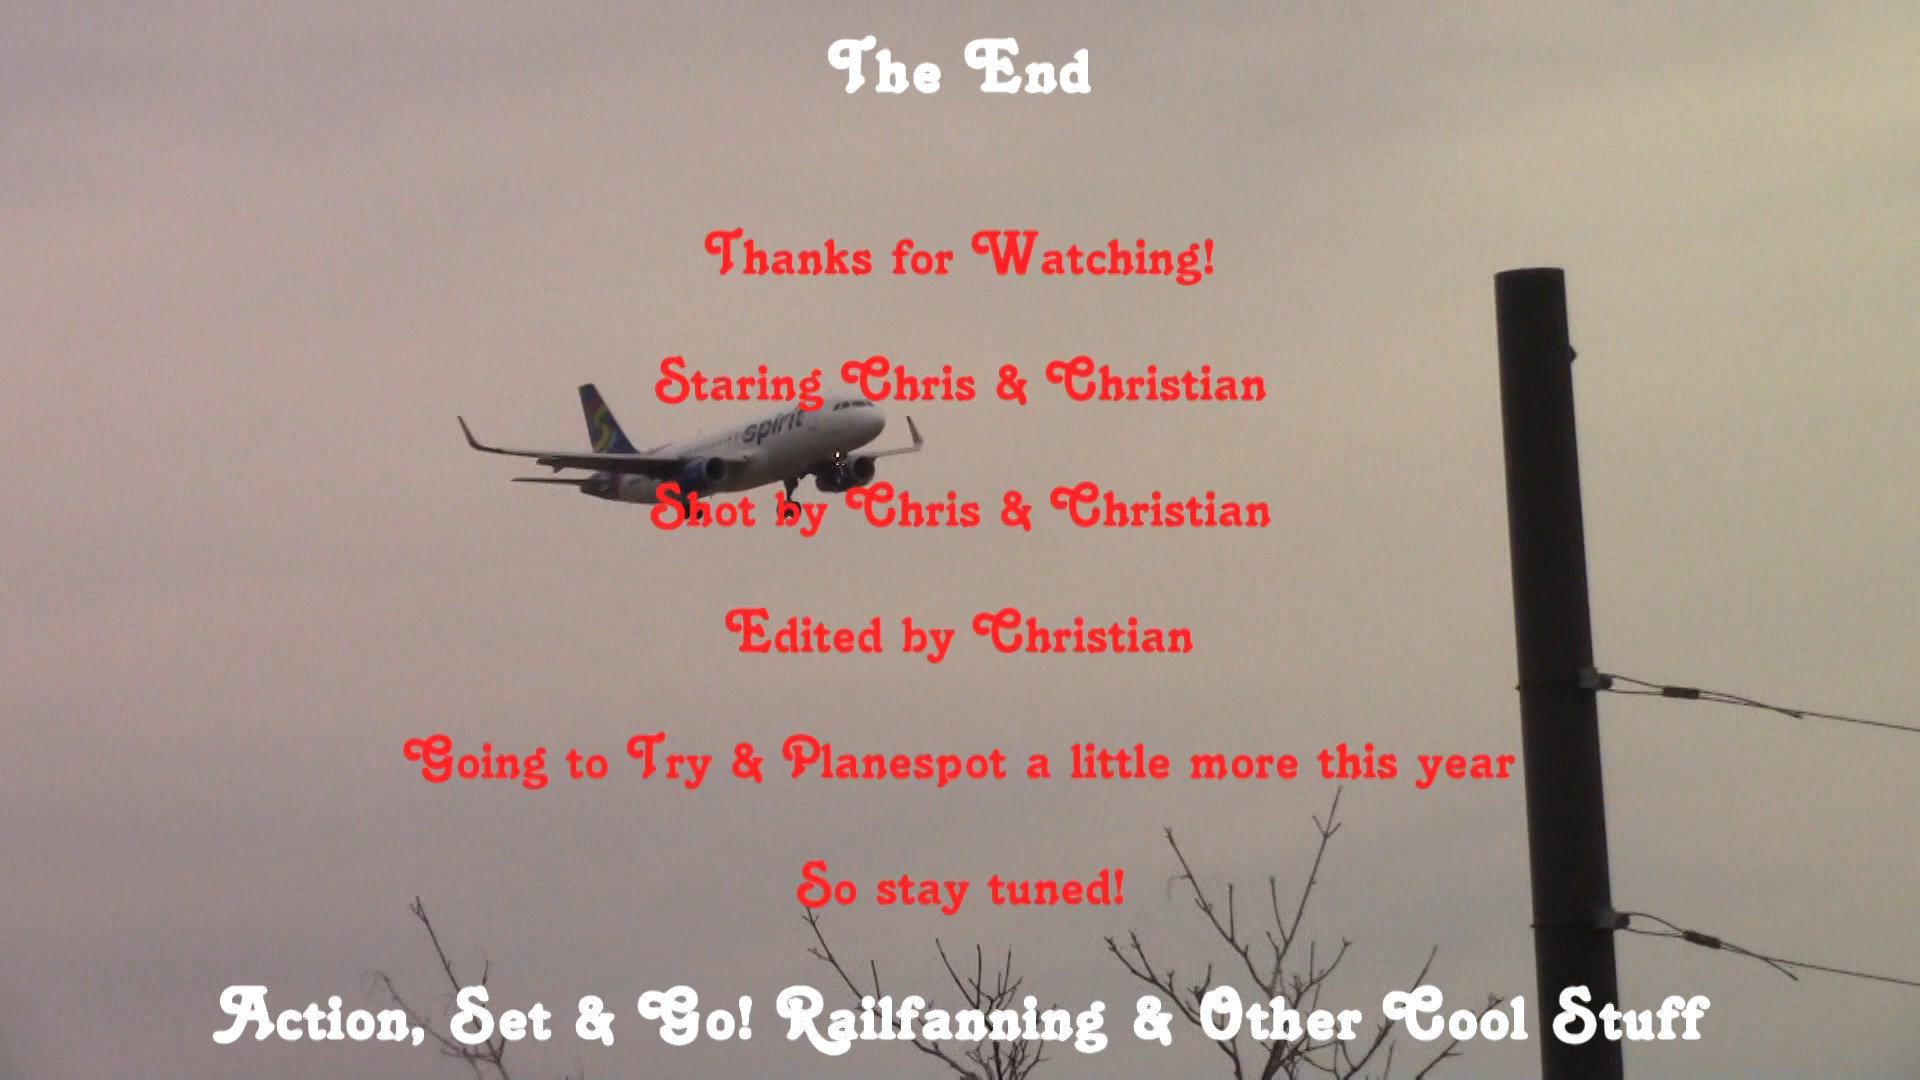 The End
Thanks for Watching!
Staring Chris & Christian
spirit
Shot by Chris & Christian
Edited by Christian
Going to Try & Planespot a little more this year
So stay tuned!
Action, Set & Go! Railfanning & Other Cool Stuff